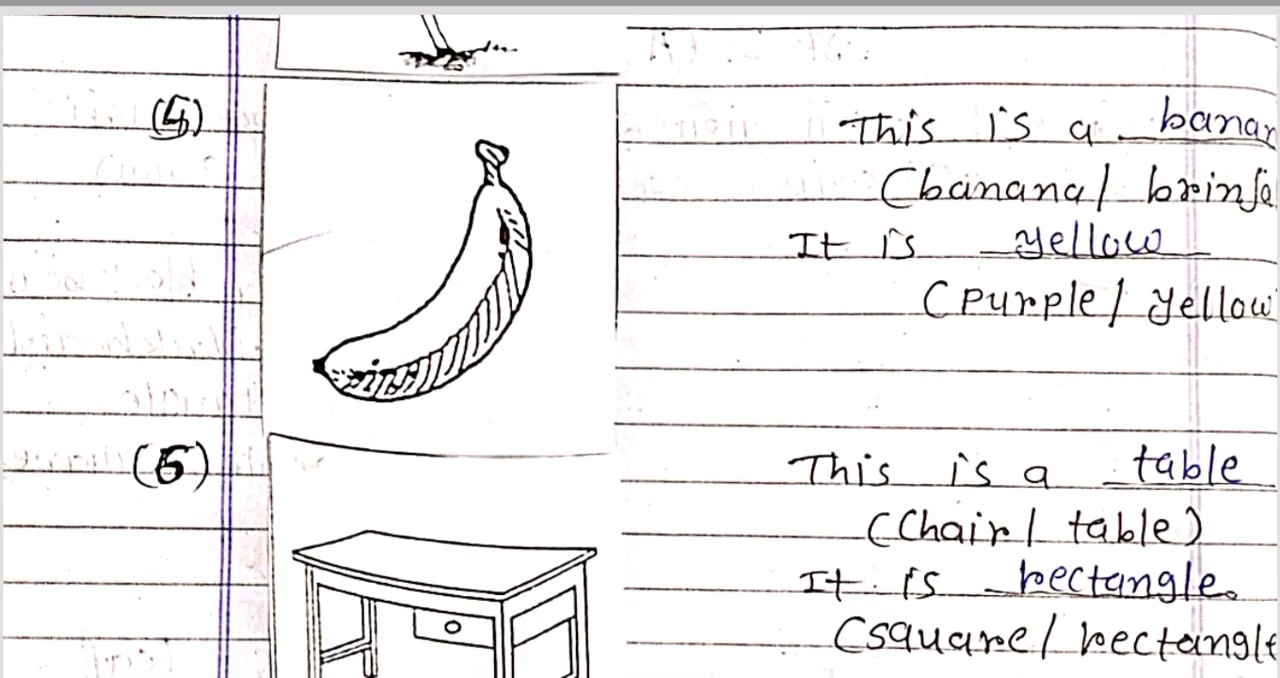 (5)
This is a banan
(banana/ brinja
It is yellow
(purple/ yellow
(6)
This is a table
(Chair/ table)
It is rectangle.
(square/ rectangle